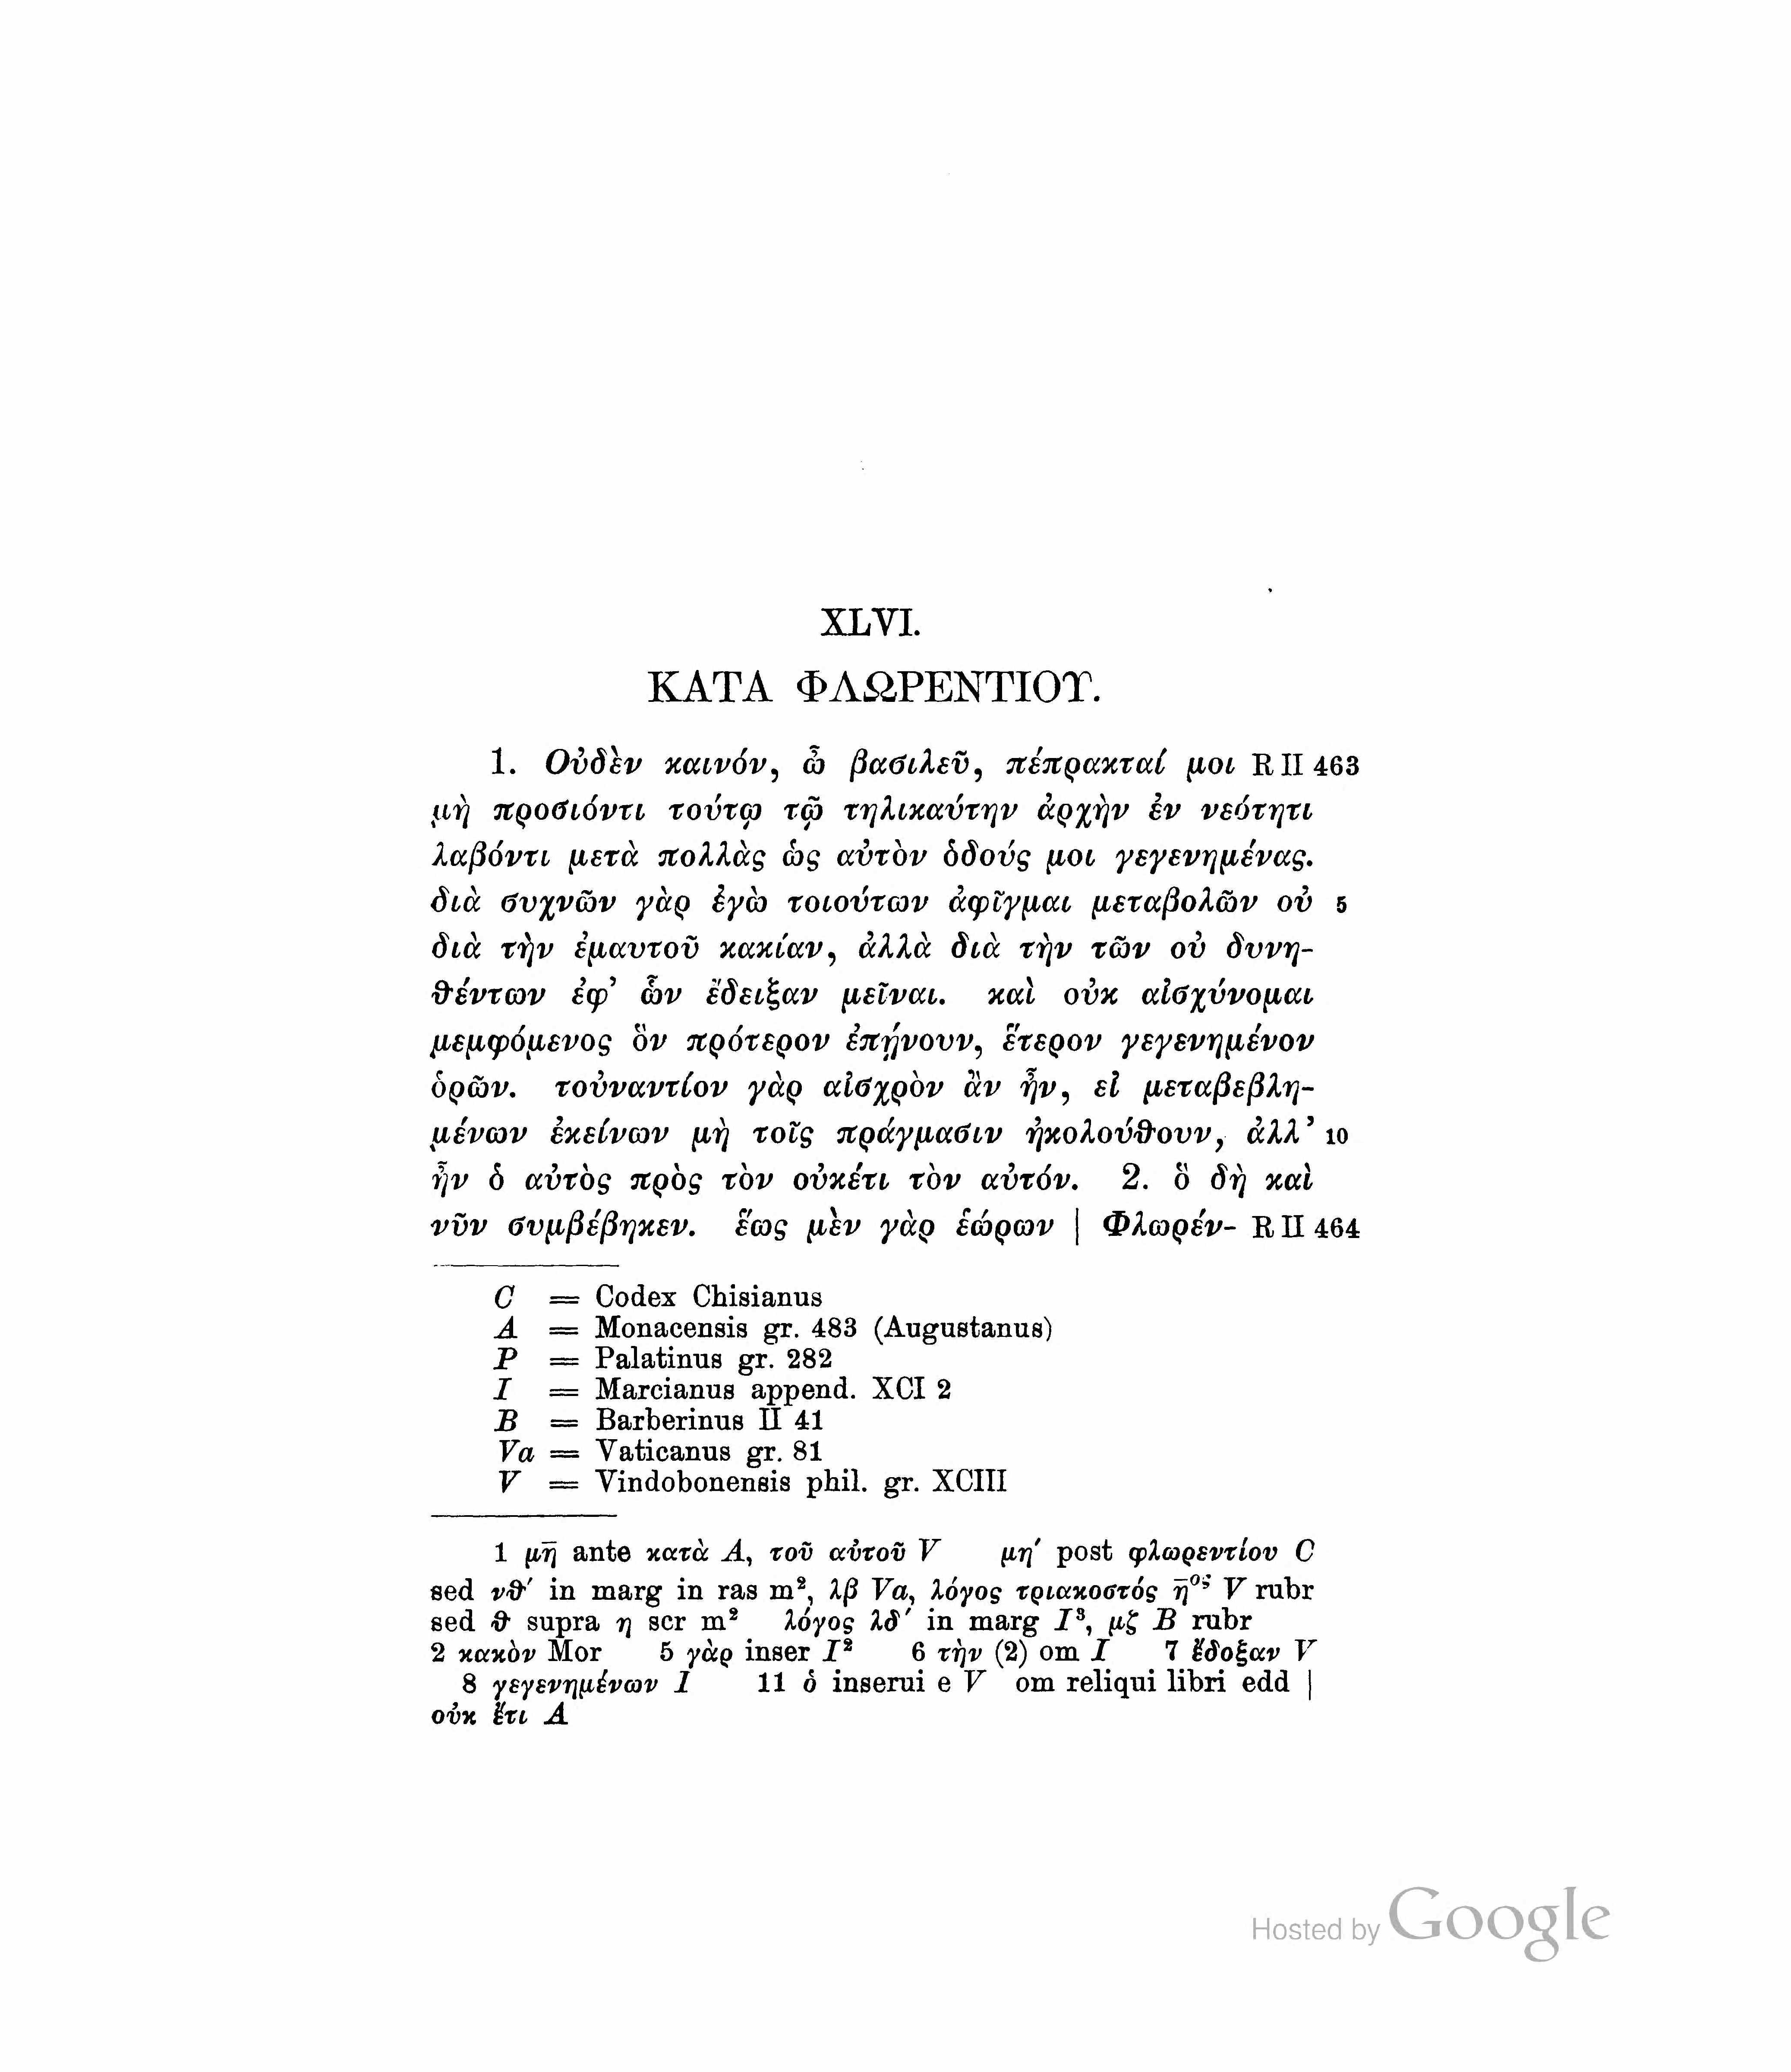 XLVI.
ΚΑΤΑ ΦΛΩΡΕΝΤΙΟΥ.
1. Οὐδὲν καινόν, ὦ βασιλεῦ, πέπρακταί μοι R II 463
μὴ προσιόντι τούτῳ τῷ τηλικαύτην ἀρχὴν ἐν νεότητι
λαβόντι μετὰ πολλὰς ὡς αὐτὸν ὁδούς μοι γεγενημένας.
διὰ συχνῶν γὰρ ἐγὼ τοιούτων ἀφῖγμαι μεταβολῶν οὐ 5
διὰ τὴν ἐμαυτοῦ κακίαν, ἀλλὰ διὰ τὴν τῶν οὐ δυνη-
θέντων ἐφ’ ὧν ἔδειξαν μεῖναι. καὶ οὐκ αἰσχύνομαι
μεμφόμενος ὃν πρότερον ἐπῄνουν, ἕτερον γεγενημένον
ὁρῶν. τοὐναντίον γὰρ αἰσχρὸν ἂν ἦν, εἰ μεταβεβλη-
μένων ἐκείνων μὴ τοῖς πράγμασιν ἠκολούθουν, ἀλλ’ 10
ἦν ὁ αὐτὸς πρὸς τὸν οὐκέτι τὸν αὐτόν. 2. ὃ δὴ καὶ
νῦν συμβέβηκεν. ἕως μὲν γὰρ ἑώρων | Φλωρέν- R II 464
C = Codex Chisianus
A = Monacensis gr. 483 (Augustanus)
P = Palatinus gr. 282
I = Marcianus append. XCI 2
B = Barberinus II 41
Va = Vaticanus gr. 81
V = Vindobonensis phil. gr. XCIII
1 μη̄ ante κατὰ A, τοῦ αὐτοῦ V μη′ post φλωρεντίου C
sed νθ′ in marg in ras m², λβ Va, λόγος τριακοστός η̄ος V rubr
sed θ supra η scr m² λόγος λδ′ in marg I³, μζ B rubr
2 κακὸν Mor 5 γὰρ inser I² 6 τὴν (2) om I 7 ἔδοξαν V
8 γεγενημένων I 11 ὁ inserui e V om reliqui libri edd |
οὐκ ἔτι A
Hosted by Google